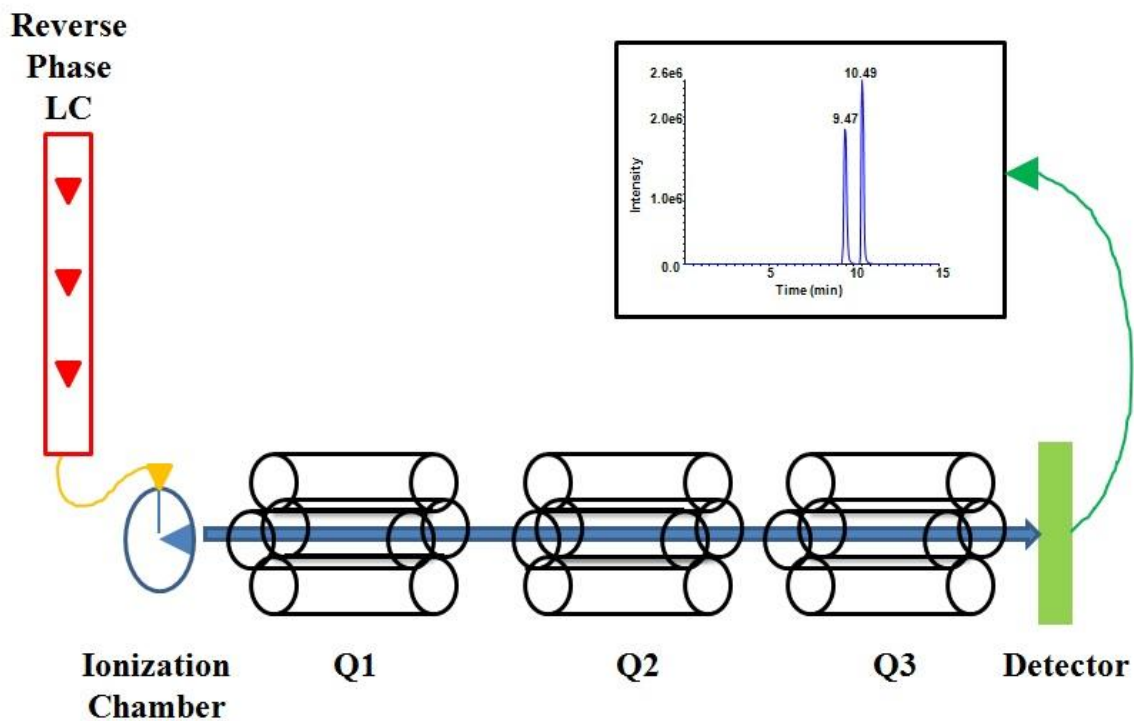 Reverse
Phase
LC
2.6e6
2.0e6
1.0e6
0.0
Intensity
9.47
10.49
5
10
15
Time (min)
Ionization
Chamber
Q1
Q2
Q3
Detector